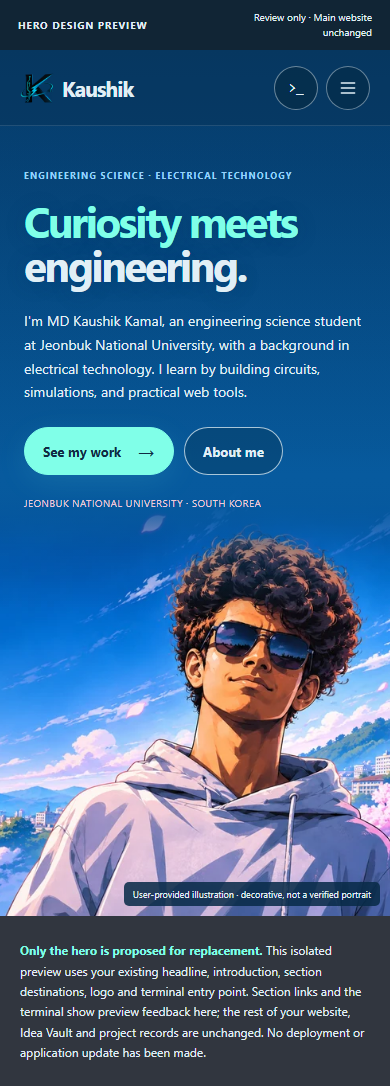 HERO DESIGN PREVIEW
Review only · Main website
unchanged
Kaushik
>_
ENGINEERING SCIENCE · ELECTRICAL TECHNOLOGY
Curiosity meets
engineering.
I'm MD Kaushik Kamal, an engineering science student
at Jeonbuk National University, with a background in
electrical technology. I learn by building circuits,
simulations, and practical web tools.
See my work →
About me
JEONBUK NATIONAL UNIVERSITY · SOUTH KOREA
User-provided illustration · decorative, not a verified portrait
Only the hero is proposed for replacement. This isolated
preview uses your existing headline, introduction, section
destinations, logo and terminal entry point. Section links and the
terminal show preview feedback here; the rest of your website,
Idea Vault and project records are unchanged. No deployment or
application update has been made.